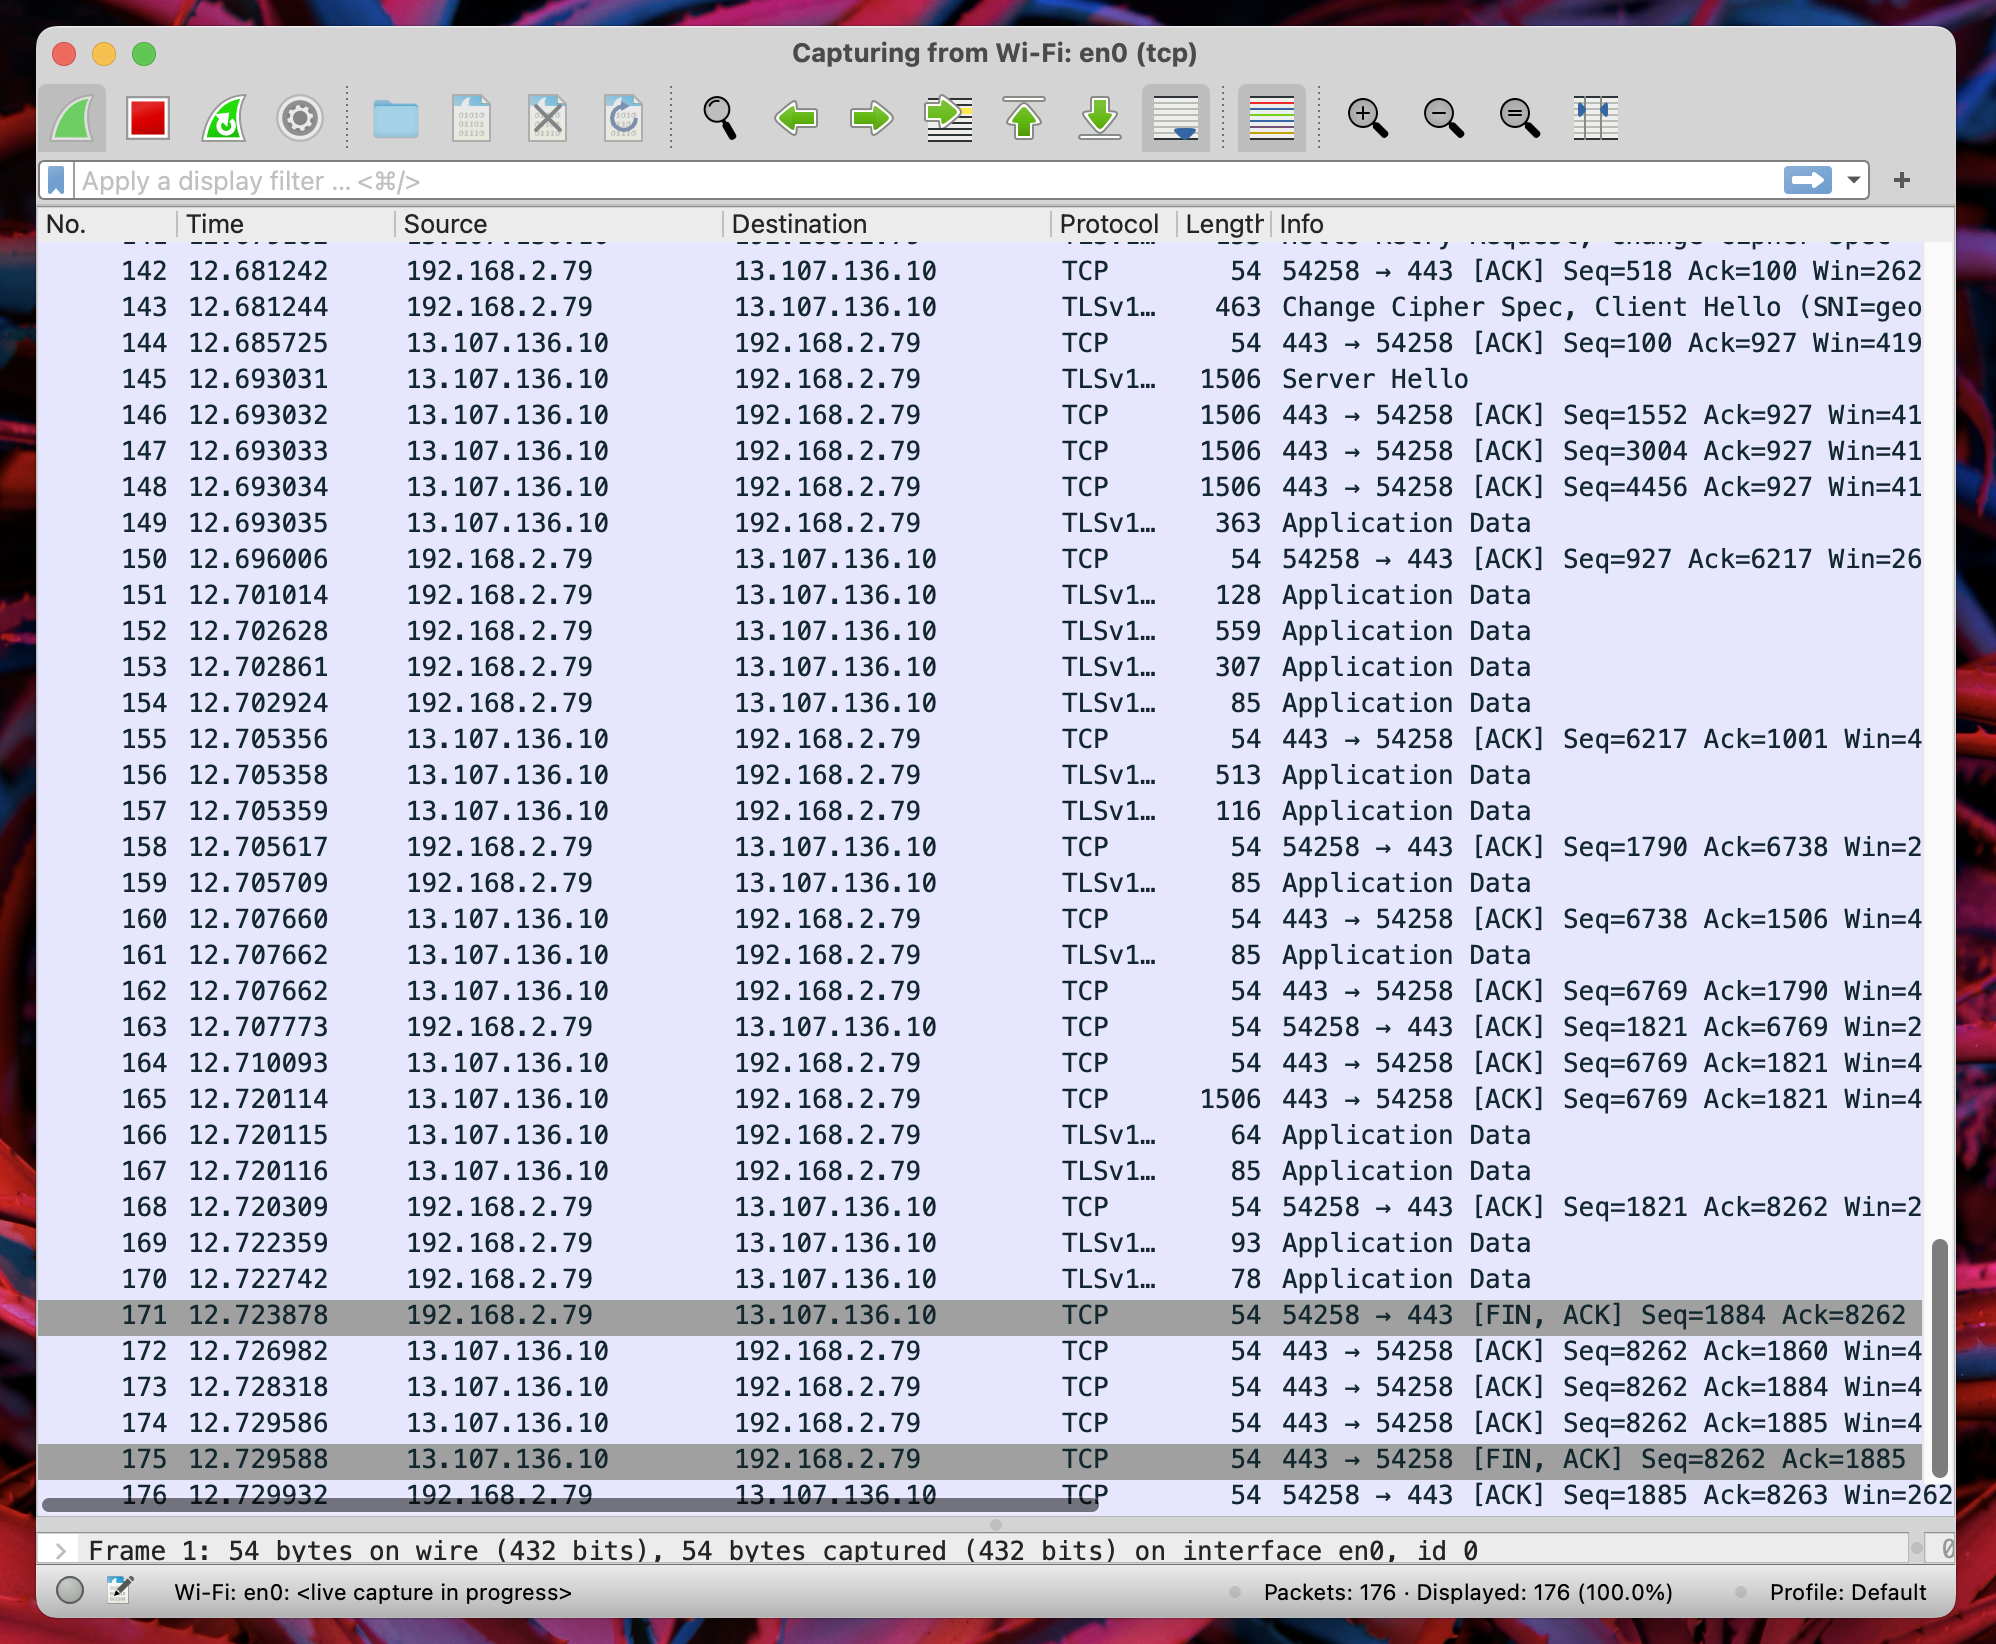 Capturing from Wi-Fi: en0 (tcp)
Apply a display filter ... <⌘/>
No. Time Source Destination Protocol Length Info
142 12.681242 192.168.2.79 13.107.136.10 TCP 54 54258 → 443 [ACK] Seq=518 Ack=100 Win=262
143 12.681244 192.168.2.79 13.107.136.10 TLSv1… 463 Change Cipher Spec, Client Hello (SNI=geo
144 12.685725 13.107.136.10 192.168.2.79 TCP 54 443 → 54258 [ACK] Seq=100 Ack=927 Win=419
145 12.693031 13.107.136.10 192.168.2.79 TLSv1… 1506 Server Hello
146 12.693032 13.107.136.10 192.168.2.79 TCP 1506 443 → 54258 [ACK] Seq=1552 Ack=927 Win=41
147 12.693033 13.107.136.10 192.168.2.79 TCP 1506 443 → 54258 [ACK] Seq=3004 Ack=927 Win=41
148 12.693034 13.107.136.10 192.168.2.79 TCP 1506 443 → 54258 [ACK] Seq=4456 Ack=927 Win=41
149 12.693035 13.107.136.10 192.168.2.79 TLSv1… 363 Application Data
150 12.696006 192.168.2.79 13.107.136.10 TCP 54 54258 → 443 [ACK] Seq=927 Ack=6217 Win=26
151 12.701014 192.168.2.79 13.107.136.10 TLSv1… 128 Application Data
152 12.702628 192.168.2.79 13.107.136.10 TLSv1… 559 Application Data
153 12.702861 192.168.2.79 13.107.136.10 TLSv1… 307 Application Data
154 12.702924 192.168.2.79 13.107.136.10 TLSv1… 85 Application Data
155 12.705356 13.107.136.10 192.168.2.79 TCP 54 443 → 54258 [ACK] Seq=6217 Ack=1001 Win=4
156 12.705358 13.107.136.10 192.168.2.79 TLSv1… 513 Application Data
157 12.705359 13.107.136.10 192.168.2.79 TLSv1… 116 Application Data
158 12.705617 192.168.2.79 13.107.136.10 TCP 54 54258 → 443 [ACK] Seq=1790 Ack=6738 Win=2
159 12.705709 192.168.2.79 13.107.136.10 TLSv1… 85 Application Data
160 12.707660 13.107.136.10 192.168.2.79 TCP 54 443 → 54258 [ACK] Seq=6738 Ack=1506 Win=4
161 12.707662 13.107.136.10 192.168.2.79 TLSv1… 85 Application Data
162 12.707662 13.107.136.10 192.168.2.79 TCP 54 443 → 54258 [ACK] Seq=6769 Ack=1790 Win=4
163 12.707773 192.168.2.79 13.107.136.10 TCP 54 54258 → 443 [ACK] Seq=1821 Ack=6769 Win=2
164 12.710093 13.107.136.10 192.168.2.79 TCP 54 443 → 54258 [ACK] Seq=6769 Ack=1821 Win=4
165 12.720114 13.107.136.10 192.168.2.79 TCP 1506 443 → 54258 [ACK] Seq=6769 Ack=1821 Win=4
166 12.720115 13.107.136.10 192.168.2.79 TLSv1… 64 Application Data
167 12.720116 13.107.136.10 192.168.2.79 TLSv1… 85 Application Data
168 12.720309 192.168.2.79 13.107.136.10 TCP 54 54258 → 443 [ACK] Seq=1821 Ack=8262 Win=2
169 12.722359 192.168.2.79 13.107.136.10 TLSv1… 93 Application Data
170 12.722742 192.168.2.79 13.107.136.10 TLSv1… 78 Application Data
171 12.723878 192.168.2.79 13.107.136.10 TCP 54 54258 → 443 [FIN, ACK] Seq=1884 Ack=8262
172 12.726982 13.107.136.10 192.168.2.79 TCP 54 443 → 54258 [ACK] Seq=8262 Ack=1860 Win=4
173 12.728318 13.107.136.10 192.168.2.79 TCP 54 443 → 54258 [ACK] Seq=8262 Ack=1884 Win=4
174 12.729586 13.107.136.10 192.168.2.79 TCP 54 443 → 54258 [ACK] Seq=8262 Ack=1885 Win=4
175 12.729588 13.107.136.10 192.168.2.79 TCP 54 443 → 54258 [FIN, ACK] Seq=8262 Ack=1885
176 12.729932 192.168.2.79 13.107.136.10 TCP 54 54258 → 443 [ACK] Seq=1885 Ack=8263 Win=262
Frame 1: 54 bytes on wire (432 bits), 54 bytes captured (432 bits) on interface en0, id 0
Wi-Fi: en0: <live capture in progress> Packets: 176 · Displayed: 176 (100.0%) Profile: Default